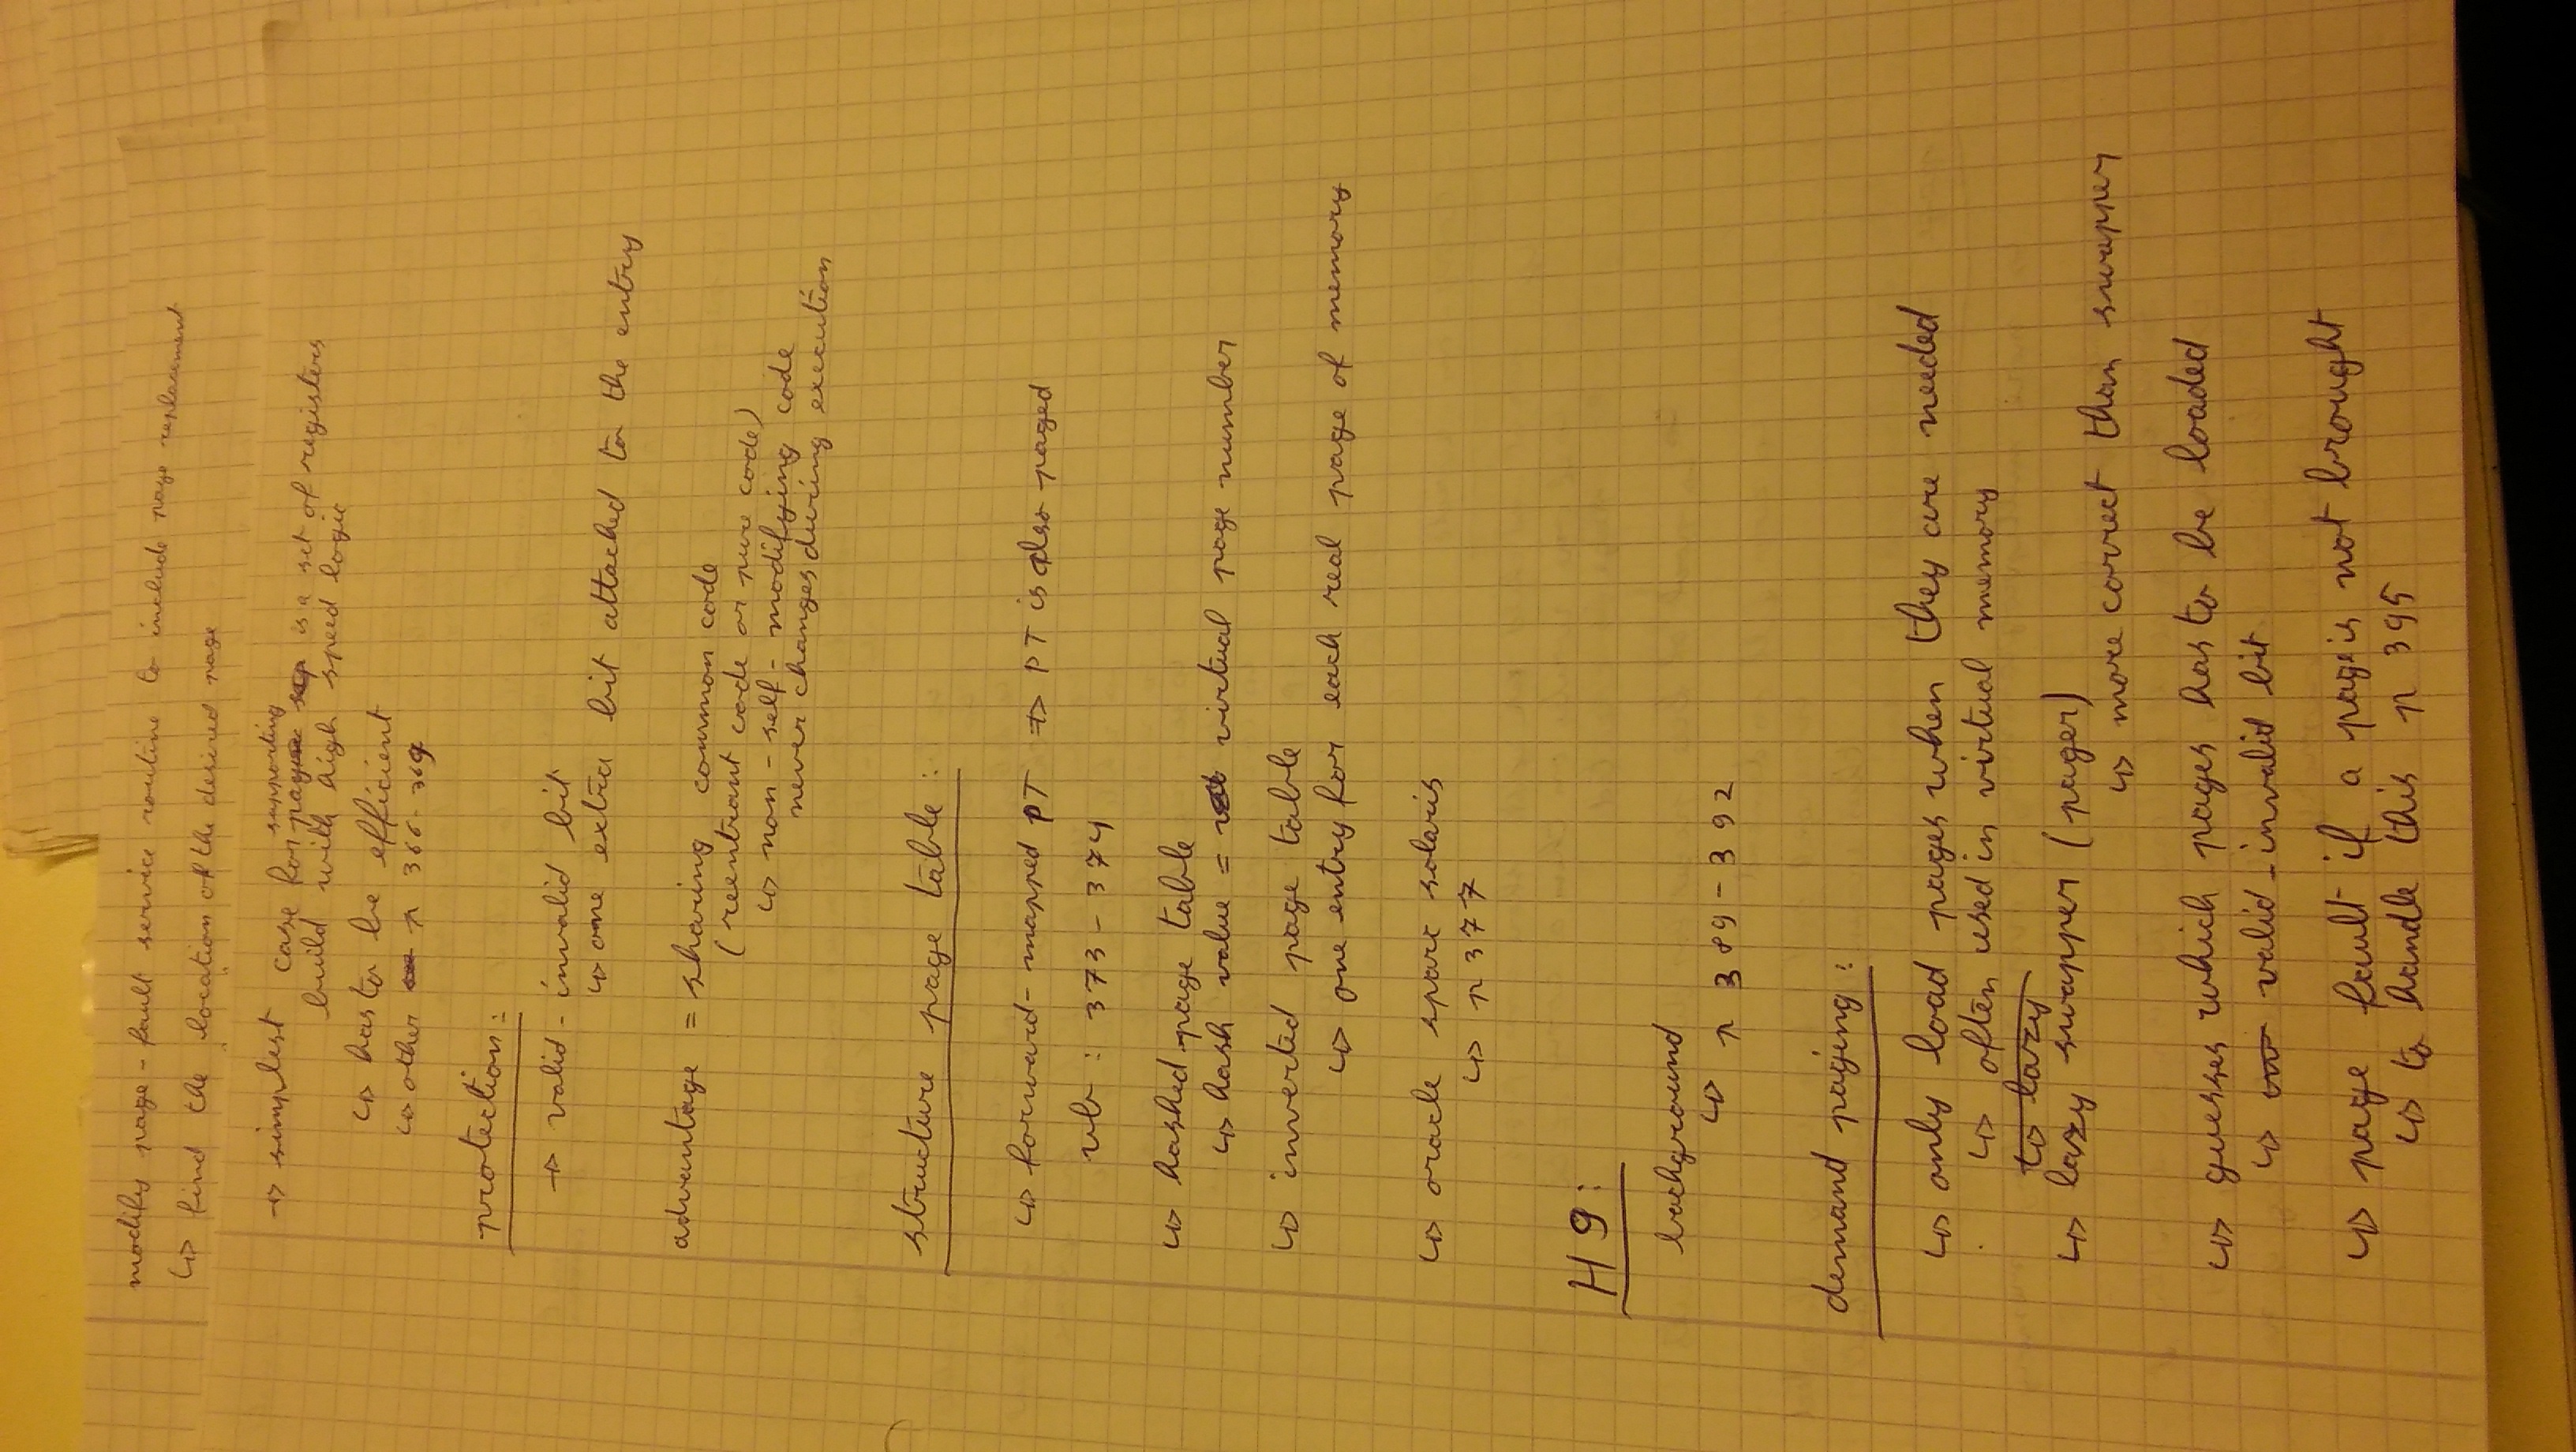 modify page-fault service routine to include page replacement
↳ find the location of the desired page
→ simplest case for supporting is a set of registers
build with high speed logic
↳ has to be efficient
↳ other p 366-369
protection:
→ valid-invalid bit
↳ one extra bit attached to the entry
advantage = sharing common code
(reentrant code or pure code)
↳ non-self-modifying code
never changes during execution
structure page table:
↳ forward-mapped PT => PT is also paged
vb: 373-374
↳ hashed page table
↳ hash value = virtual page number
↳ inverted page table
↳ one entry for each real page of memory
↳ oracle sparc solaris
↳ p 377
H 9:
background
↳ p 389-392
demand paging:
↳ only load pages when they are needed
↳ often used in virtual memory
↳ lazy
↳ lazy swapper (pager)
↳ more correct than swapper
↳ guesses which pages has to be loaded
↳ valid-invalid bit
↳ page fault if a page is not brought
↳ to handle this p 395